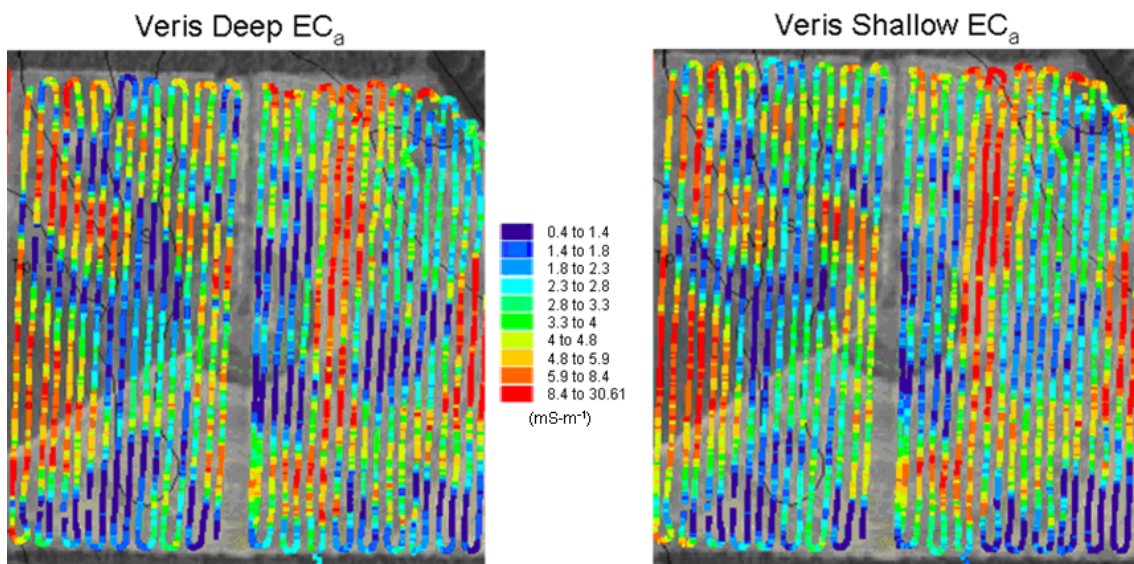 Veris Deep ECa
Veris Shallow ECa
0.4 to 1.4
1.4 to 1.8
1.8 to 2.3
2.3 to 2.8
2.8 to 3.3
3.3 to 4
4 to 4.8
4.8 to 5.9
5.9 to 8.4
8.4 to 30.61
(mS-m⁻¹)